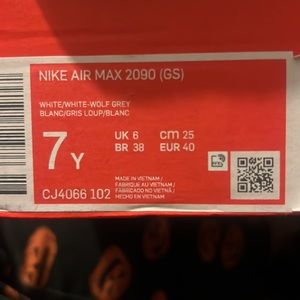 NIKE AIR MAX 2090 (GS)
WHITE/WHITE-WOLF GREY
BLANC/GRIS LOUP/BLANC
7Y
UK 6 cm 25
BR 38 EUR 40
CJ4066 102
MADE IN VIETNAM /
FABRIQUÉ AU VIETNAM /
FABRICADO NO VIETNÃ /
HECHO EN VIETNAM